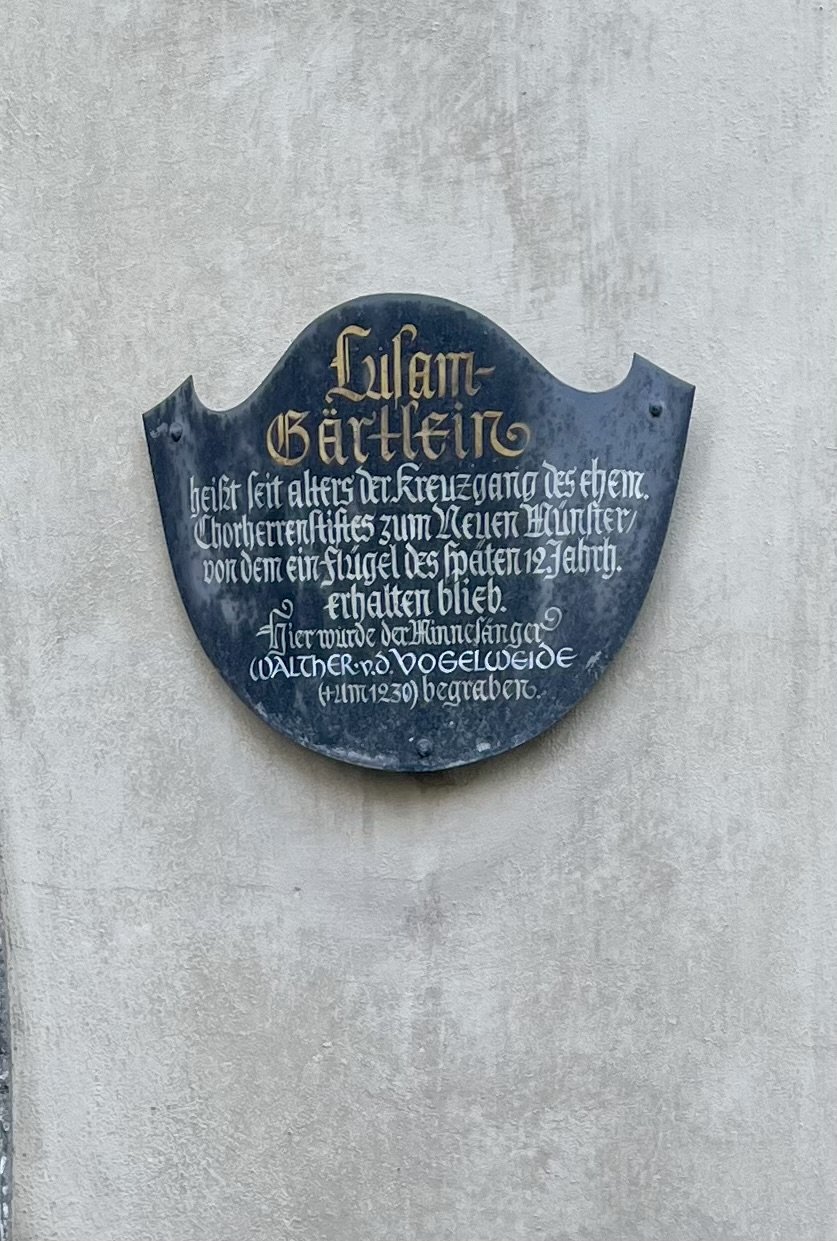 Lusam-
Gärtlein
heißt seit alters der Kreuzgang des ehem.
Chorherrenstiftes zum Neuen Münster/
von dem ein Flügel des späten 12. Jahrh.
erhalten blieb.
Hier wurde der Minnesänger
WALTHER·v.d.VOGELWEIDE
(+um 1230) begraben.